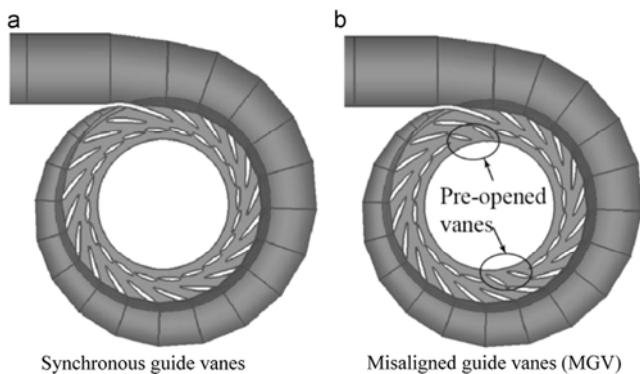 a
b
Pre-opened
vanes
Synchronous guide vanes
Misaligned guide vanes (MGV)